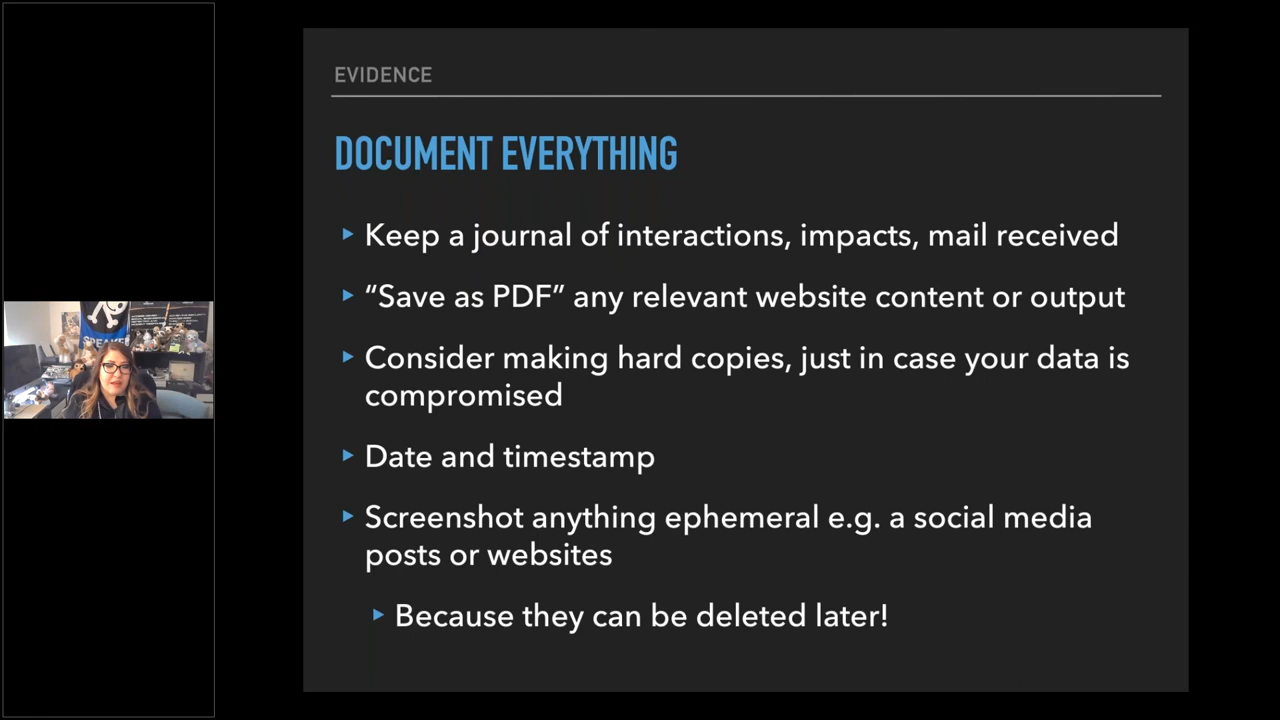 EVIDENCE
DOCUMENT EVERYTHING
▸ Keep a journal of interactions, impacts, mail received
▸ “Save as PDF” any relevant website content or output
▸ Consider making hard copies, just in case your data is
compromised
▸ Date and timestamp
▸ Screenshot anything ephemeral e.g. a social media
posts or websites
▸ Because they can be deleted later!
SPEAKER